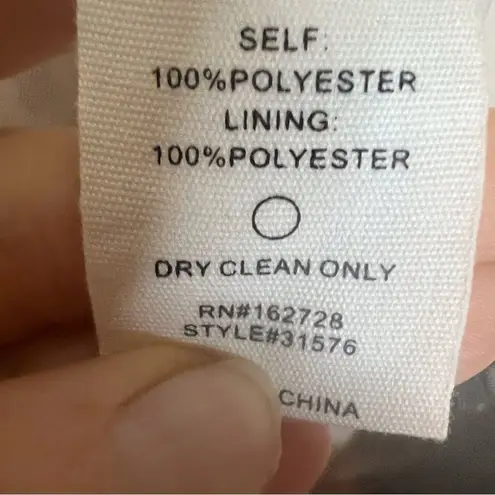 SELF:
100%POLYESTER
LINING:
100%POLYESTER
DRY CLEAN ONLY
RN#162728
STYLE#31576
CHINA